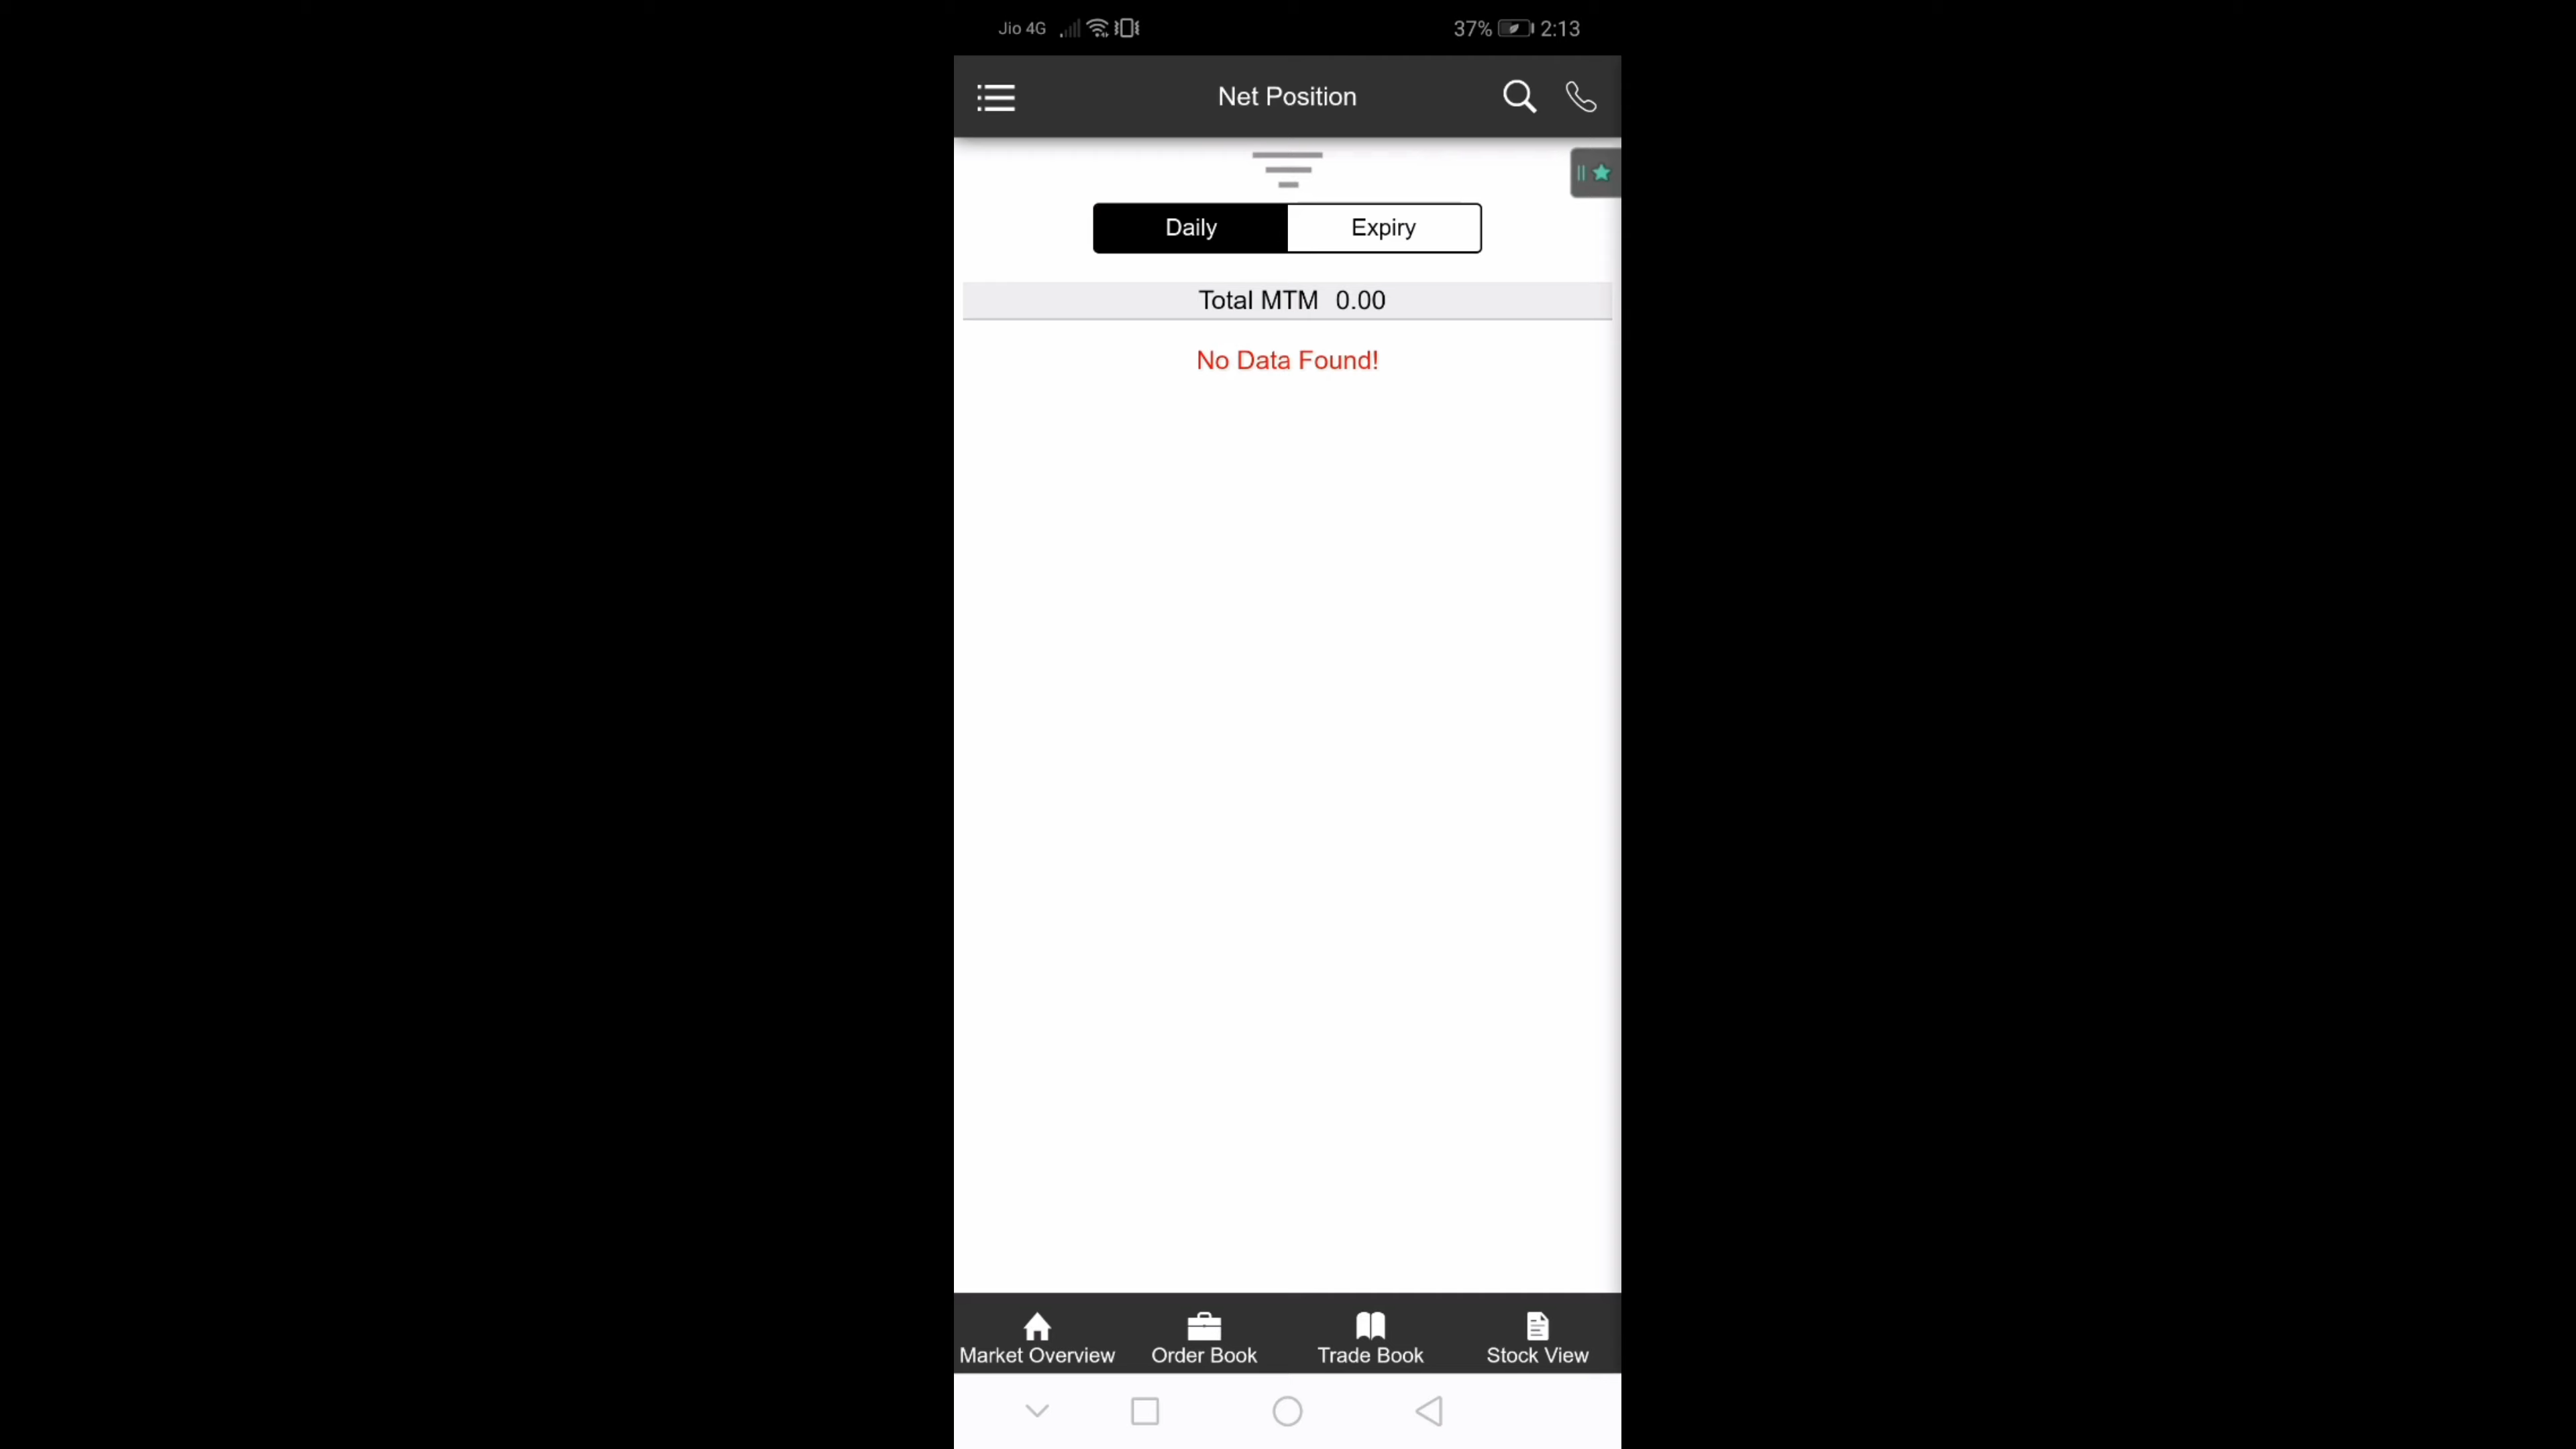 Jio 4G 37% 2:13
Net Position
Daily Expiry
Total MTM 0.00
No Data Found!
Market Overview Order Book Trade Book Stock View